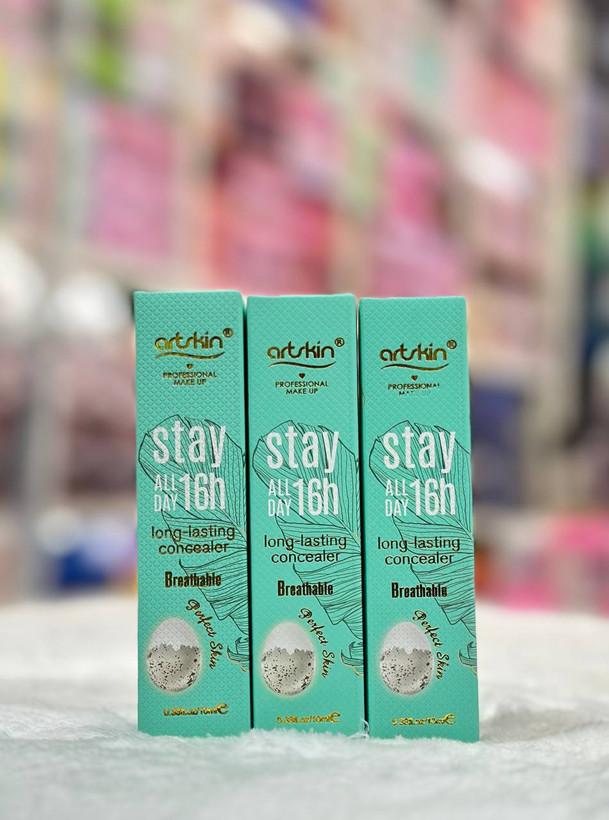 artskin®
PROFESSIONAL
MAKE UP
stay
ALL DAY 16h
long-lasting
concealer
Breathable
Perfect Skin
artskin®
PROFESSIONAL
MAKE UP
stay
ALL DAY 16h
long-lasting
concealer
Breathable
Perfect Skin
artskin®
PROFESSIONAL
MAKE UP
stay
ALL DAY 16h
long-lasting
concealer
Breathable
Perfect Skin